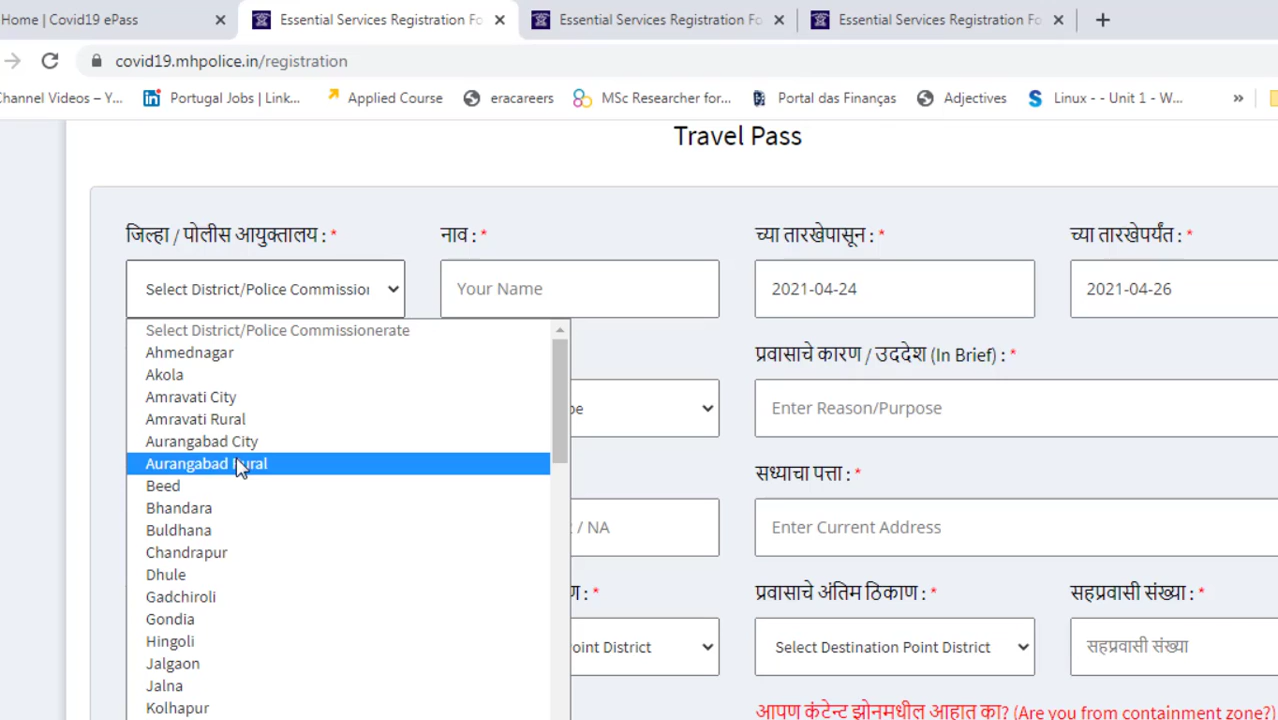 Home | Covid19 ePass
Essential Services Registration Fo
Essential Services Registration Fo
Essential Services Registration Fo
covid19.mhpolice.in/registration
Channel Videos – Y...
Portugal Jobs | Link...
Applied Course
eracareers
MSc Researcher for...
Portal das Finanças
Adjectives
Linux - - Unit 1 - W...
Travel Pass
जिल्हा / पोलीस आयुक्तालय : *
नाव : *
च्या तारखेपासून : *
च्या तारखेपर्यंत : *
Select District/Police Commission
Your Name
2021-04-24
2021-04-26
Select District/Police Commissionerate
Ahmednagar
Akola
Amravati City
Amravati Rural
Aurangabad City
Aurangabad Rural
Beed
Bhandara
Buldhana
Chandrapur
Dhule
Gadchiroli
Gondia
Hingoli
Jalgaon
Jalna
Kolhapur
प्रवासाचे कारण / उददेश (In Brief) : *
Enter Reason/Purpose
सध्याचा पत्ता : *
/ NA
Enter Current Address
प्रवासाचे अंतिम ठिकाण : *
सहप्रवासी संख्या : *
oint District
Select Destination Point District
सहप्रवासी संख्या
आपण कंटेन्ट झोनमधील आहात का? (Are you from containment zone?)